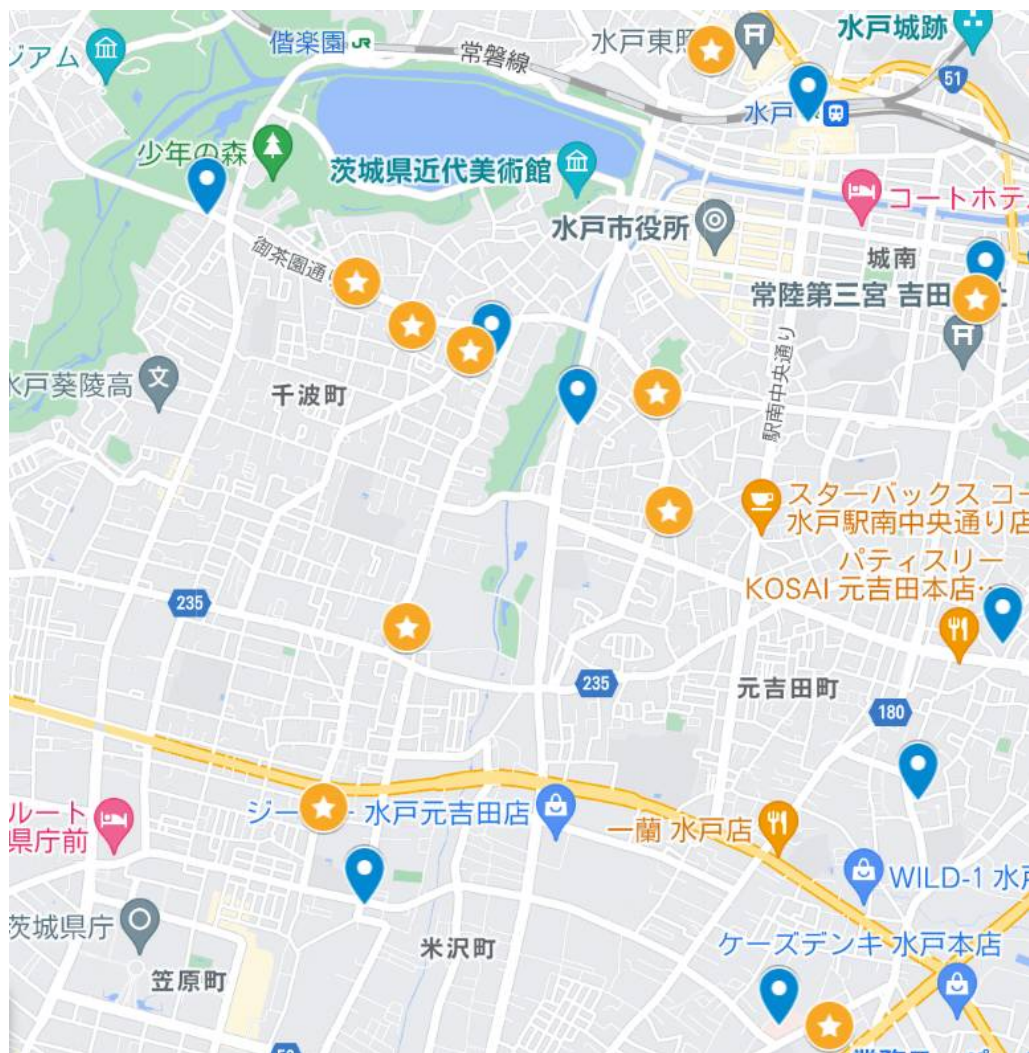 偕楽園
JR
常磐線
水戸東照
水戸城跡
ジアム
51
水戸
少年の森
茨城県近代美術館
コートホテ
水戸市役所
城南
御茶園通り
常陸第三宮 吉田
水戸葵陵高
文
千波町
駅南中央通り
スターバックス コー
水戸駅南中央通り店
パティスリー
KOSAI 元吉田本店…
235
235
元吉田町
180
ルート
県庁前
ジー
水戸元吉田店
一蘭 水戸店
WILD-1 水戸
茨城県庁
米沢町
ケーズデンキ 水戸本店
笠原町
50